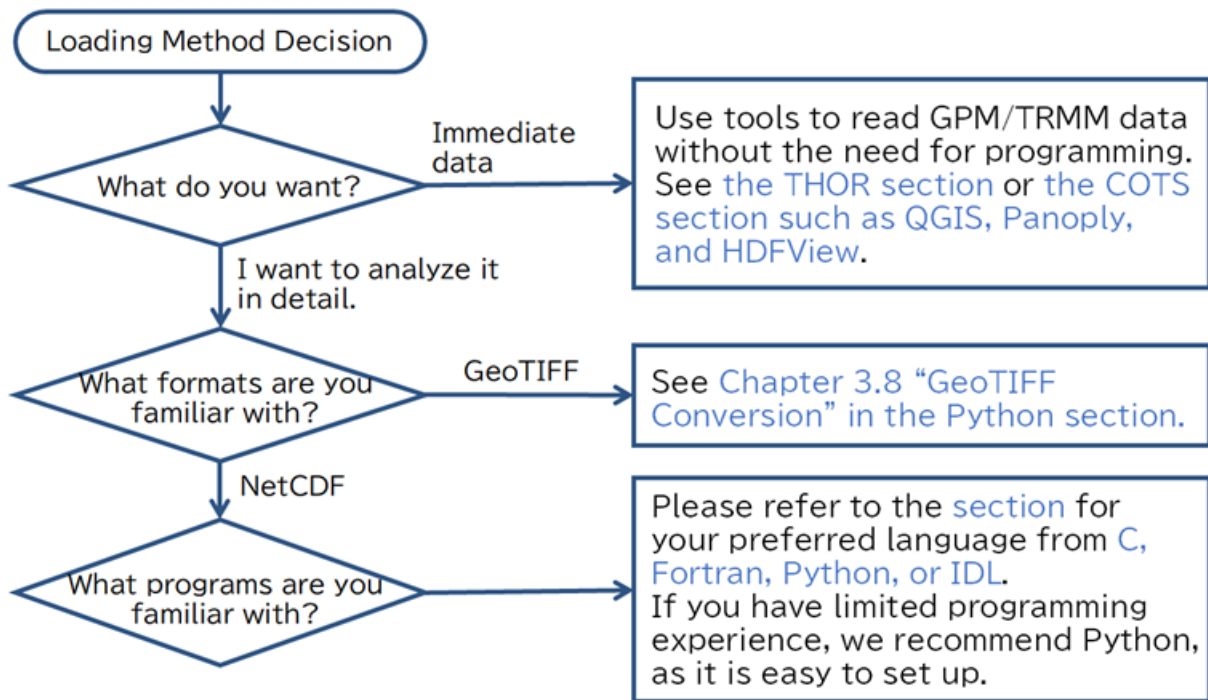 Loading Method Decision
What do you want?
Immediate
data
Use tools to read GPM/TRMM data
without the need for programming.
See the THOR section or the COTS
section such as QGIS, Panoply,
and HDFView.
I want to analyze it
in detail.
What formats are you
familiar with?
GeoTIFF
See Chapter 3.8 “GeoTIFF
Conversion” in the Python section.
NetCDF
What programs are you
familiar with?
Please refer to the section for
your preferred language from C,
Fortran, Python, or IDL.
If you have limited programming
experience, we recommend Python,
as it is easy to set up.